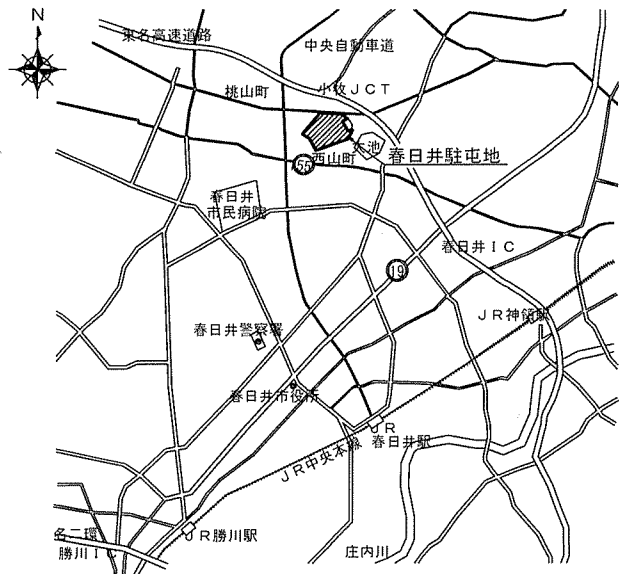 N
東名高速道路
中央自動車道
桃山町
小牧JCT
春日井駐屯地
西山町
55
春日井
市民病院
春日井IC
19
JR神領駅
春日井警察署
春日井市役所
JR
春日井駅
JR中央本線
JR勝川駅
名二環
勝川IC
庄内川